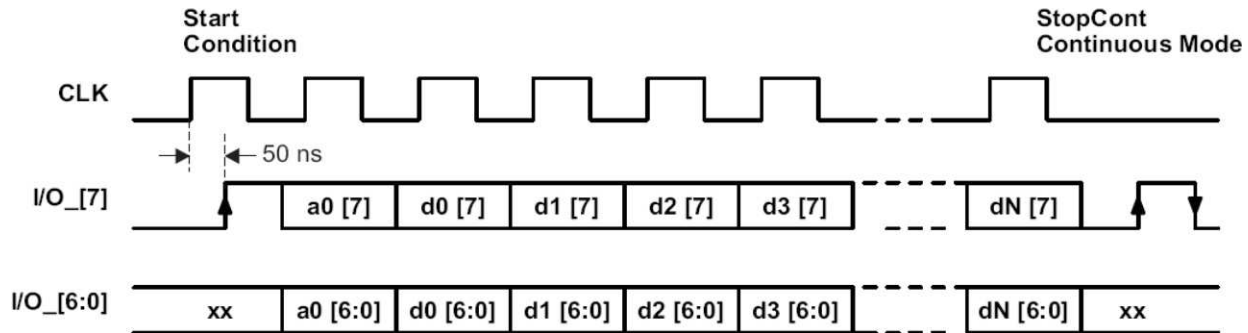 Start
Condition
StopCont
Continuous Mode
CLK
50 ns
I/O_[7]
a0 [7] d0 [7] d1 [7] d2 [7] d3 [7] dN [7]
I/O_[6:0]
xx a0 [6:0] d0 [6:0] d1 [6:0] d2 [6:0] d3 [6:0] dN [6:0] xx